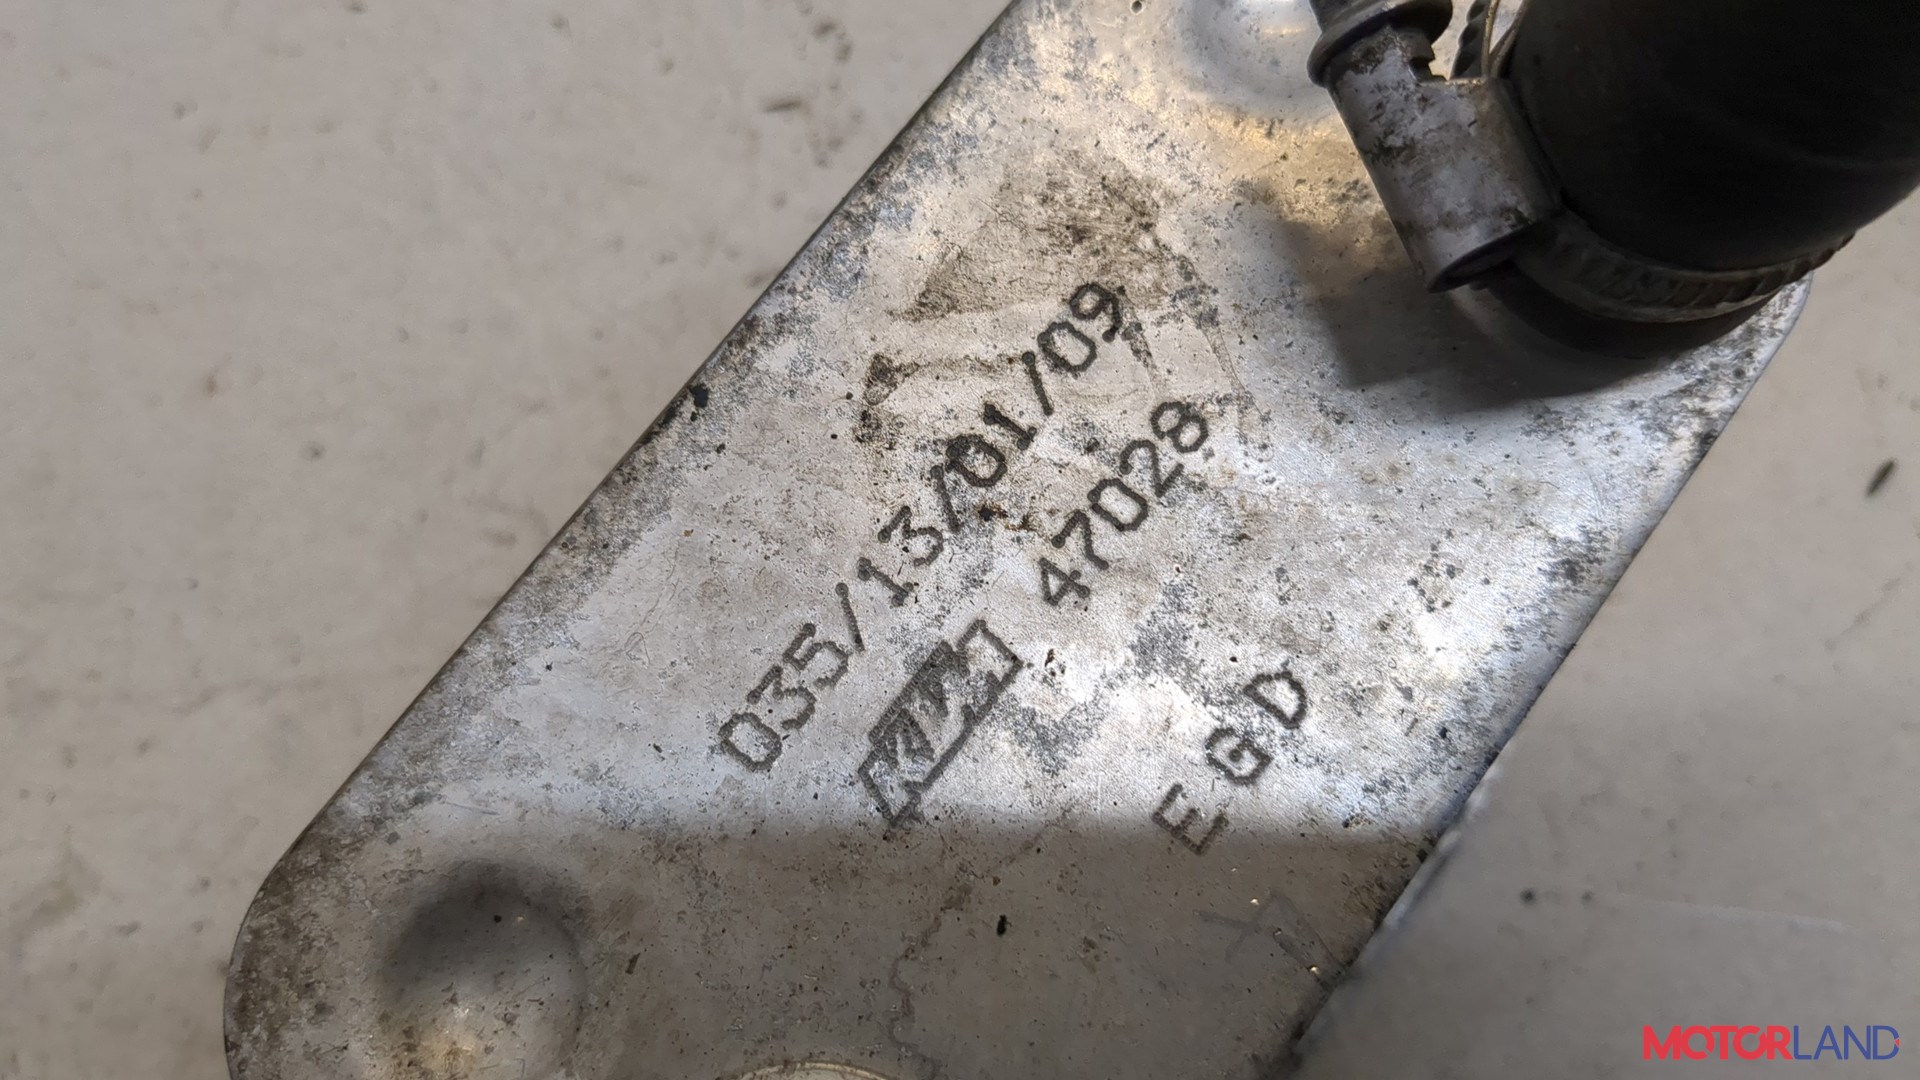 035/13/01/09
47028
EGD
MOTORLAND